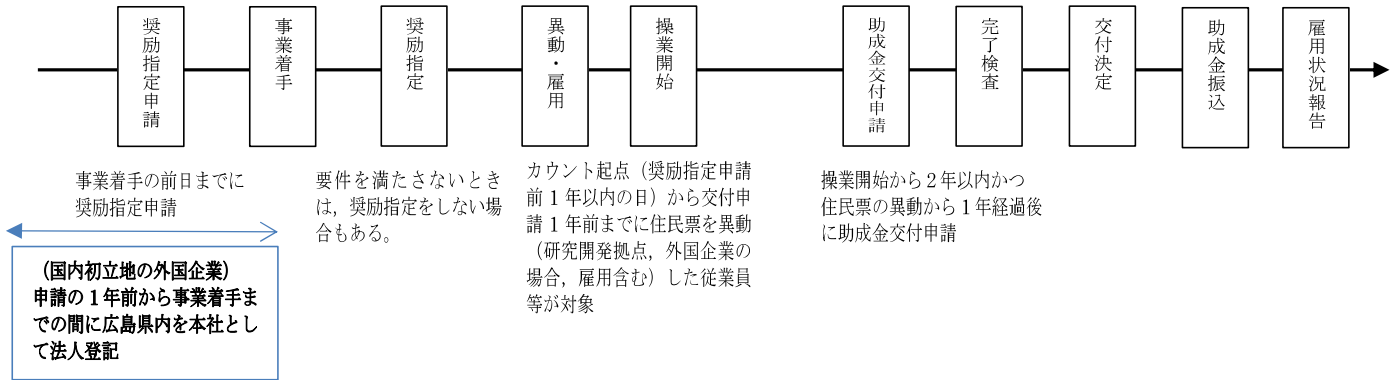 奨励指定申請
事業着手
奨励指定
異動・雇用
操業開始
助成金交付申請
完了検査
交付決定
助成金振込
雇用状況報告
事業着手の前日までに
奨励指定申請
要件を満たさないとき
は，奨励指定をしない場
合もある。
カウント起点（奨励指定申請
前１年以内の日）から交付申
請１年前までに住民票を異動
（研究開発拠点，外国企業の
場合，雇用含む）した従業員
等が対象
操業開始から２年以内かつ
住民票の異動から１年経過後
に助成金交付申請
（国内初立地の外国企業）
申請の１年前から事業着手ま
での間に広島県内を本社とし
て法人登記